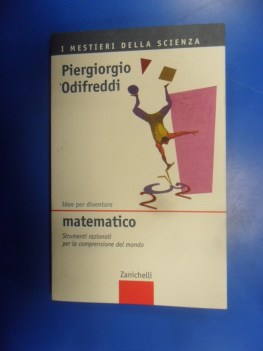 I MESTIERI DELLA SCIENZA
Piergiorgio
Odifreddi
Idee per diventare
matematico
Strumenti razionali
per la comprensione del mondo
Zanichelli